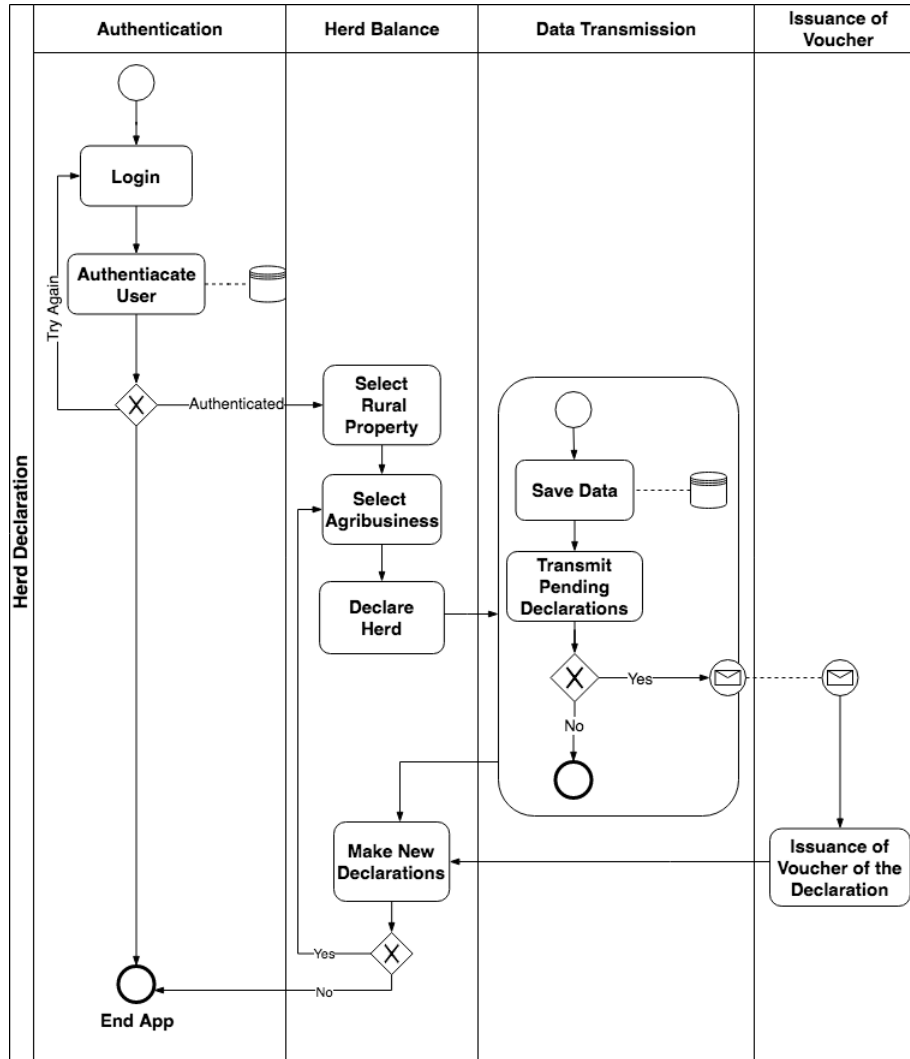 Authentication
Herd Balance
Data Transmission
Issuance of
Voucher
Herd Declaration
Login
Authentiacate
User
Try Again
X
Authenticated
Select
Rural
Property
Select
Agribusiness
Declare
Herd
Save Data
Transmit
Pending
Declarations
X
Yes
No
Make New
Declarations
Issuance of
Voucher of the
Declaration
X
Yes
No
End App